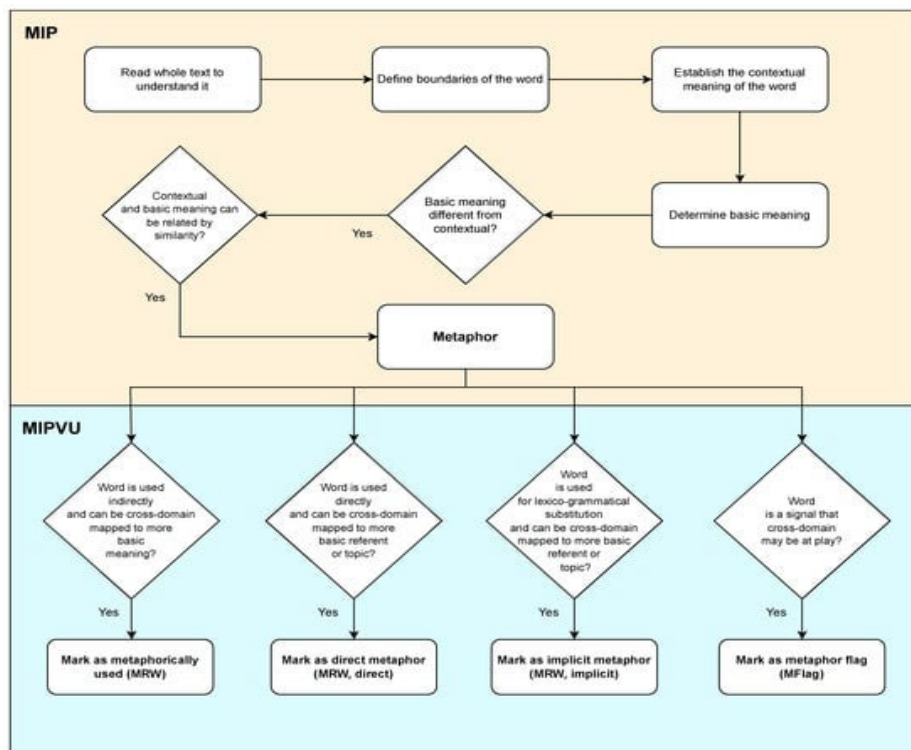 MIP
Read whole text to
understand it
Define boundaries of the word
Establish the contextual
meaning of the word
Contextual
and basic meaning can
be related by
similarity?
Basic meaning
different from
contextual?
Determine basic meaning
Yes
Yes
Metaphor
MIPVU
Word is used
indirectly
and can be cross-domain
mapped to more
basic
meaning?
Word is used
directly
and can be cross-domain
mapped to more
basic referent
or topic?
Word
is used
for lexico-grammatical
substitution
and can be cross-domain
mapped to more basic
referent or
topic?
Word
is a signal that
cross-domain
may be at play?
Yes
Yes
Yes
Yes
Mark as metaphorically
used (MRW)
Mark as direct metaphor
(MRW, direct)
Mark as implicit metaphor
(MRW, implicit)
Mark as metaphor flag
(MFlag)